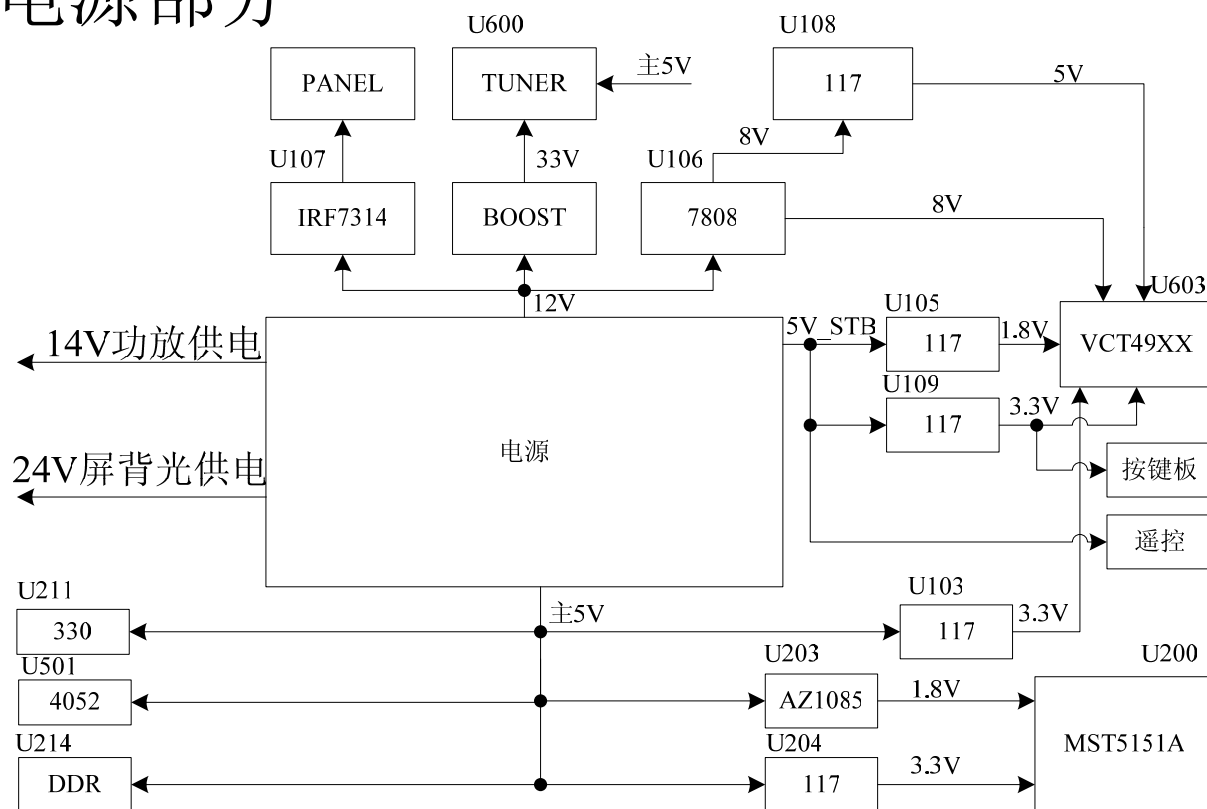 电源部分
U600
U108
PANEL
TUNER
主5V
117
5V
U107
33V
U106
8V
IRF7314
BOOST
7808
8V
12V
U603
14V功放供电
5V_STB
U105
117
1.8V
VCT49XX
U109
117
3.3V
24V屏背光供电
电源
按键板
遥控
U211
330
主5V
U103
117
3.3V
U501
4052
U203
AZ1085
1.8V
U200
MST5151A
U214
DDR
U204
117
3.3V